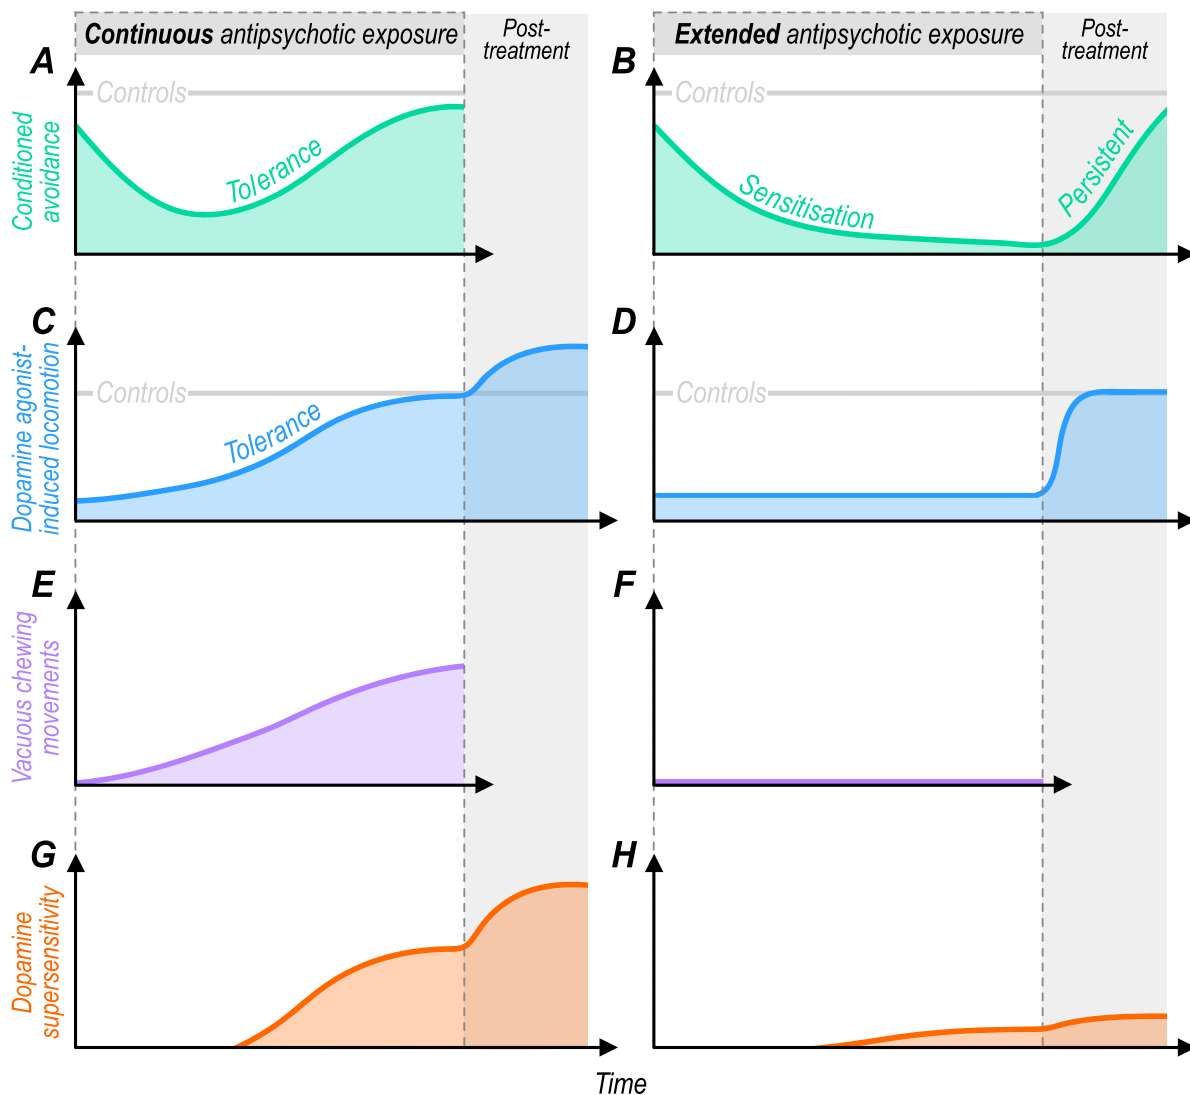 Continuous antipsychotic exposure
Post-
treatment
Extended antipsychotic exposure
Post-
treatment
A
Conditioned
avoidance
Controls
Tolerance
B
Controls
Sensitisation
Persistent
C
Dopamine agonist-
induced locomotion
Controls
Tolerance
D
Controls
E
Vacuous chewing
movements
F
G
Dopamine
supersensitivity
H
Time